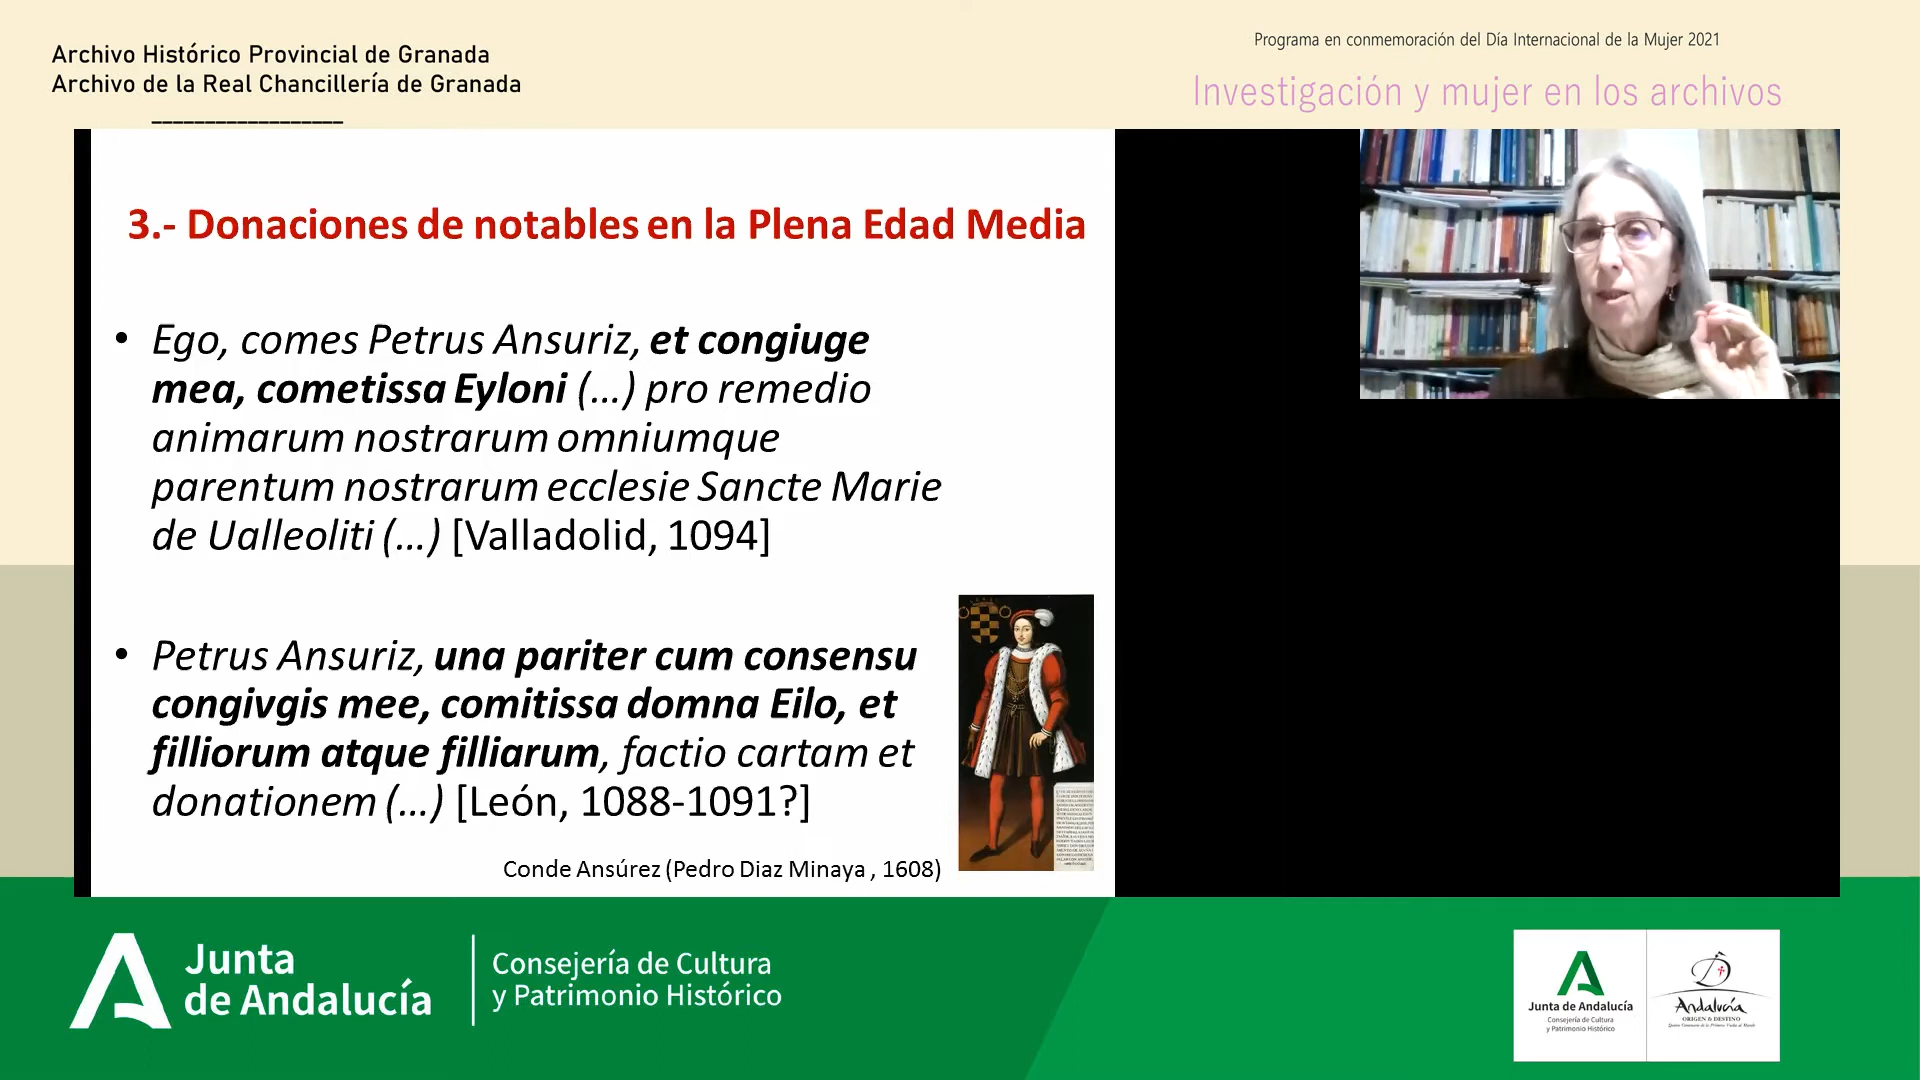 Archivo Histórico Provincial de Granada
Archivo de la Real Chancillería de Granada
Programa en conmemoración del Día Internacional de la Mujer 2021
Investigación y mujer en los archivos
3.- Donaciones de notables en la Plena Edad Media
• Ego, comes Petrus Ansuriz, et congiuge
mea, cometissa Eyloni (...) pro remedio
animarum nostrarum omniumque
parentum nostrarum ecclesie Sancte Marie
de Ualleoliti (...) [Valladolid, 1094]
• Petrus Ansuriz, una pariter cum consensu
congivgis mee, comitissa domna Eilo, et
filliorum atque filliarum, factio cartam et
donationem (...) [León, 1088-1091?]
Conde Ansúrez (Pedro Diaz Minaya , 1608)
Junta
de Andalucía
Consejería de Cultura
y Patrimonio Histórico
Junta de Andalucía
Consejería de Cultura
y Patrimonio Histórico
Andalucía
ORIGEN & DESTINO